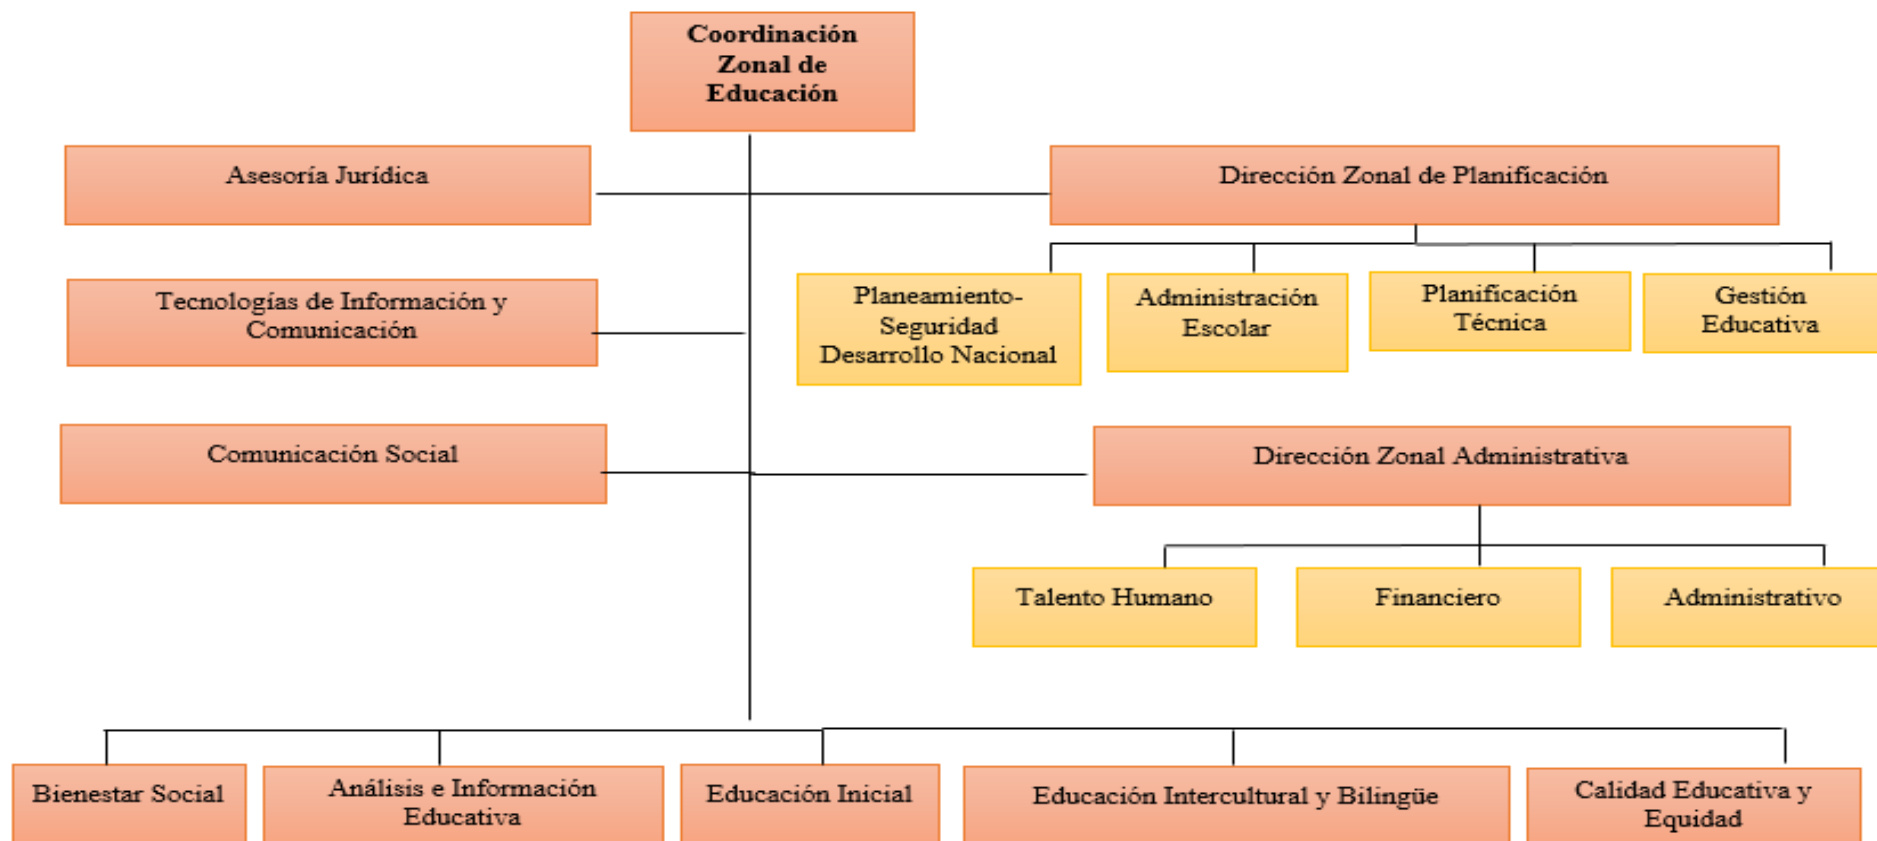 Coordinación
Zonal de
Educación
Asesoría Jurídica
Dirección Zonal de Planificación
Tecnologías de Información y
Comunicación
Planeamiento-
Seguridad
Desarrollo Nacional
Administración
Escolar
Planificación
Técnica
Gestión
Educativa
Comunicación Social
Dirección Zonal Administrativa
Talento Humano
Financiero
Administrativo
Bienestar Social
Análisis e Información
Educativa
Educación Inicial
Educación Intercultural y Bilingüe
Calidad Educativa y
Equidad